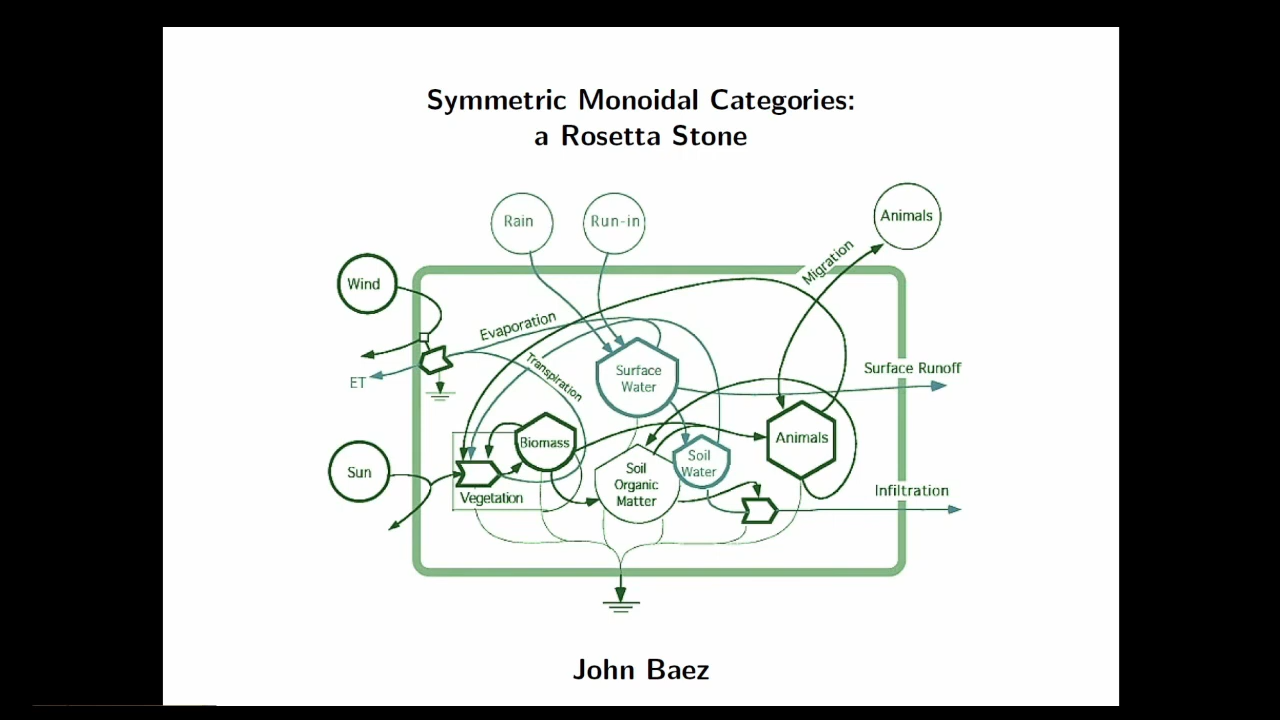 Symmetric Monoidal Categories:
a Rosetta Stone
Rain
Run-in
Animals
Wind
Migration
Evaporation
ET
Transpiration
Surface
Water
Surface Runoff
Sun
Biomass
Vegetation
Soil
Organic
Matter
Soil
Water
Animals
Infiltration
John Baez